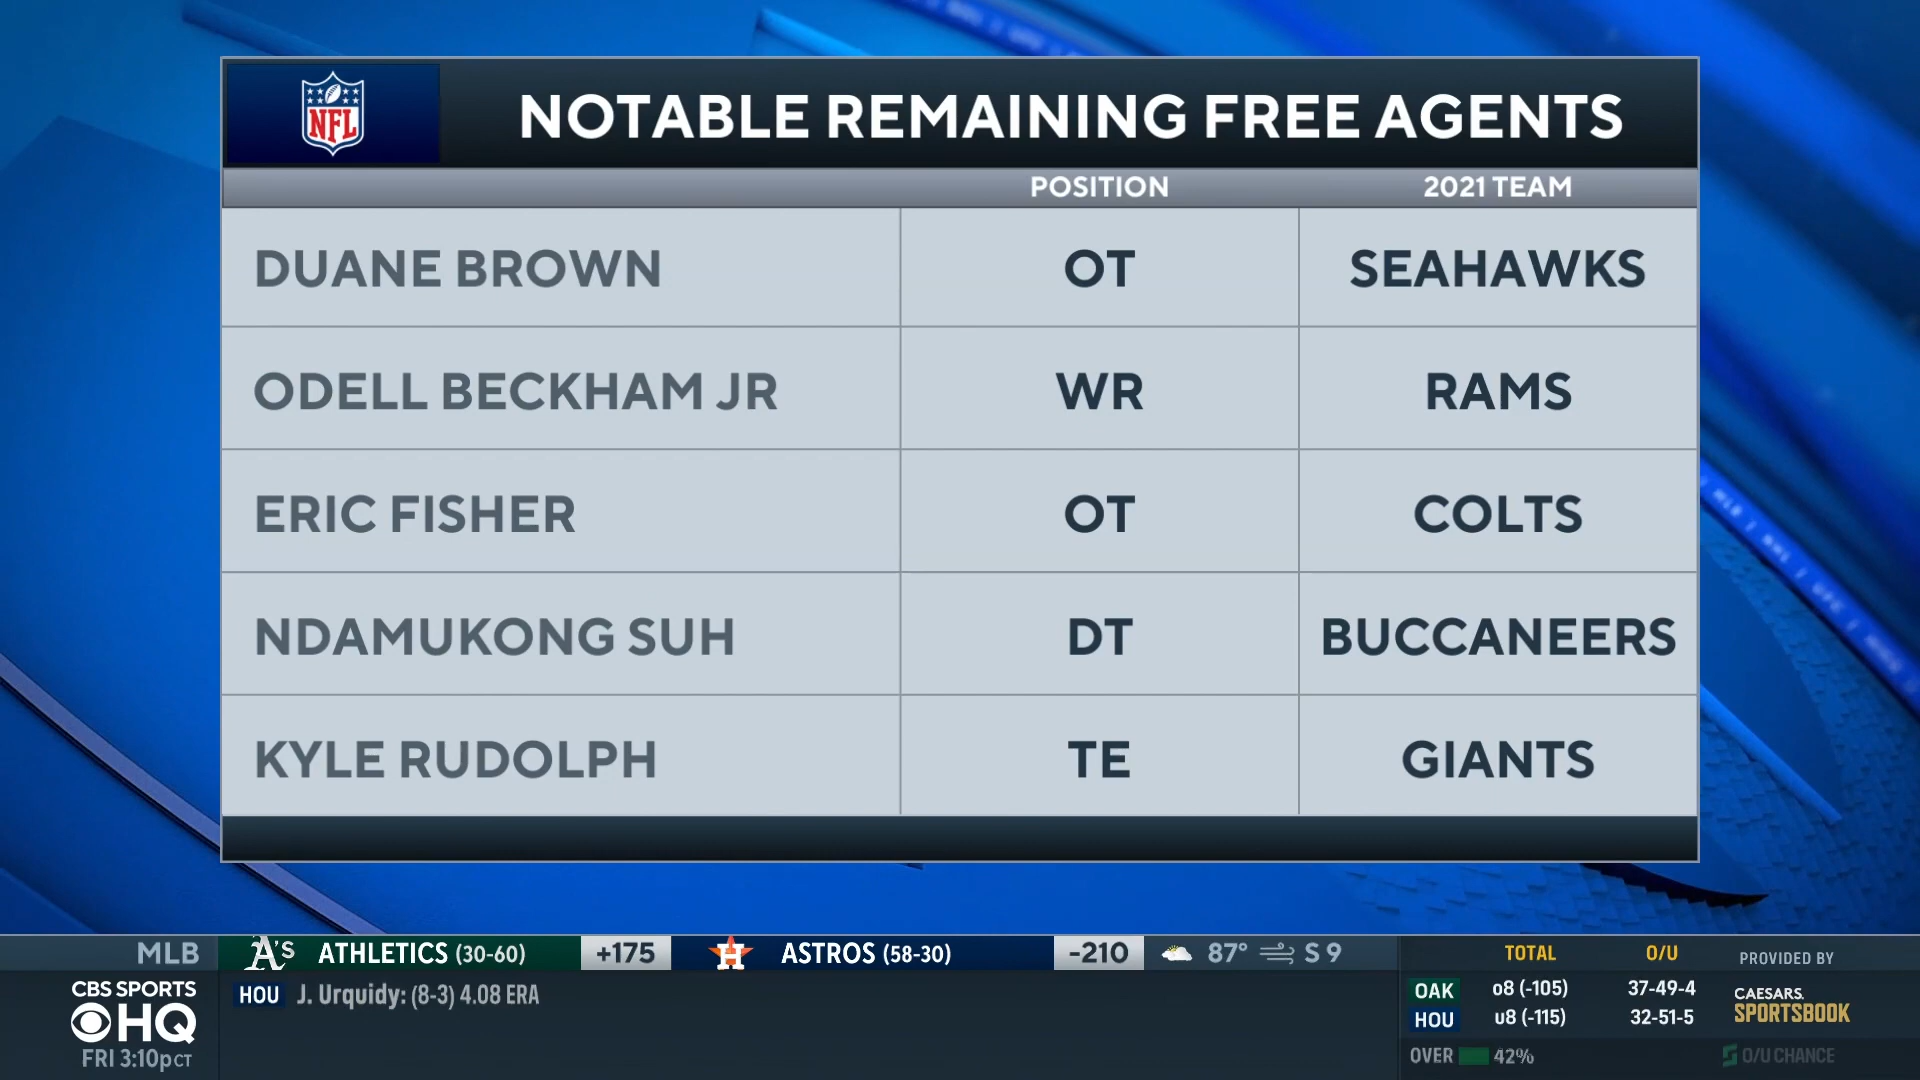 NFL
NOTABLE REMAINING FREE AGENTS
POSITION 2021 TEAM
DUANE BROWN OT SEAHAWKS
ODELL BECKHAM JR WR RAMS
ERIC FISHER OT COLTS
NDAMUKONG SUH DT BUCCANEERS
KYLE RUDOLPH TE GIANTS
MLB A's ATHLETICS (30-60) +175 H ASTROS (58-30) -210 87° S 9
TOTAL O/U PROVIDED BY
CBS SPORTS HQ
FRI 3:10p CT
HOU J. Urquidy: (8-3) 4.08 ERA
OAK o8 (-105) 37-49-4
HOU u8 (-115) 32-51-5
CAESARS
SPORTSBOOK
OVER 42% O/U CHANCE